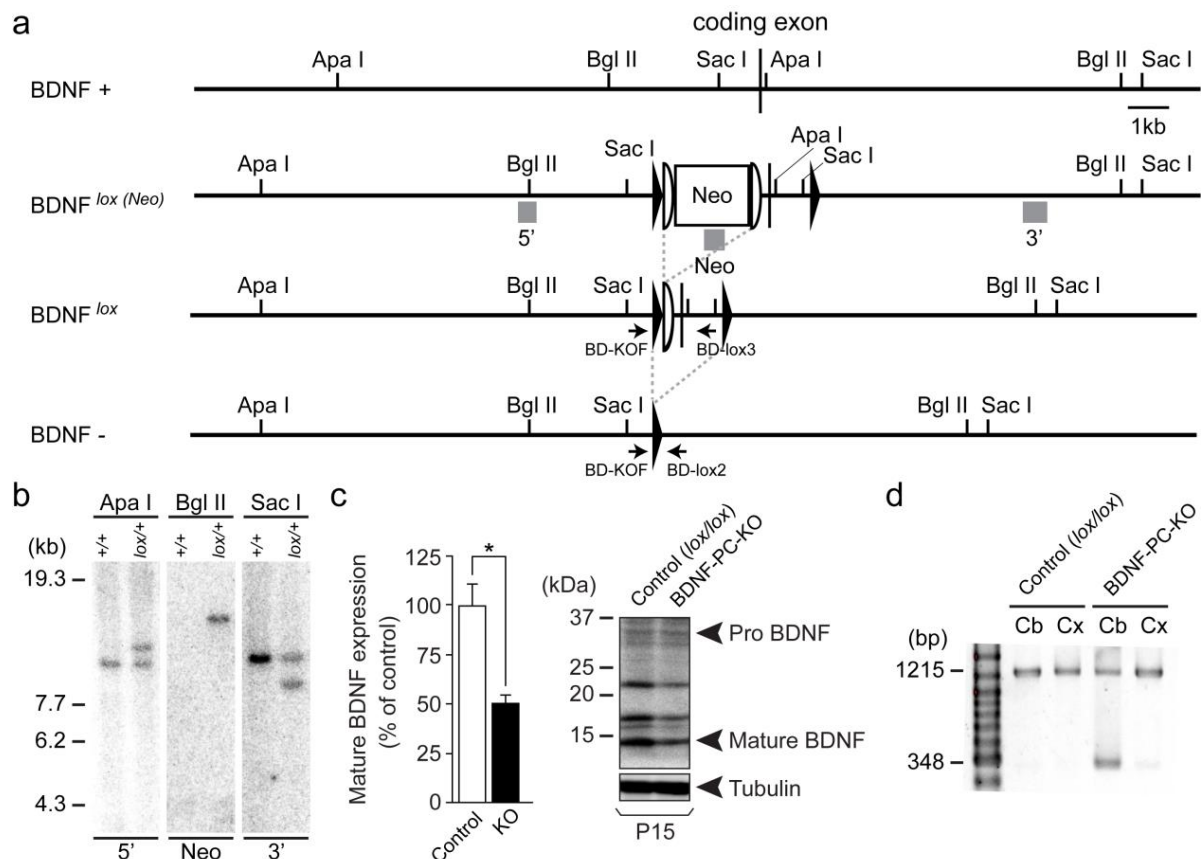 a
coding exon
BDNF + Apa I Bgl II Sac I Apa I Bgl II Sac I
1kb
BDNF lox (Neo) Apa I Bgl II Sac I Neo Apa I Sac I Bgl II Sac I
5’ Neo 3’
BDNF lox Apa I Bgl II Sac I Bgl II Sac I
BD-KOF BD-lox3
BDNF - Apa I Bgl II Sac I Bgl II Sac I
BD-KOF BD-lox2
b
Apa I Bgl II Sac I
(kb) +/+ lox/+ +/+ lox/+ +/+ lox/+
19.3
7.7
6.2
4.3
5’ Neo 3’
c
Mature BDNF expression
(% of control)
125
100
75
50
25
0
*
Control KO
Control (lox/lox)
BDNF-PC-KO
(kDa)
37
25
20
15
Pro BDNF
Mature BDNF
Tubulin
P15
d
Control (lox/lox)
BDNF-PC-KO
(bp) Cb Cx Cb Cx
1215
348